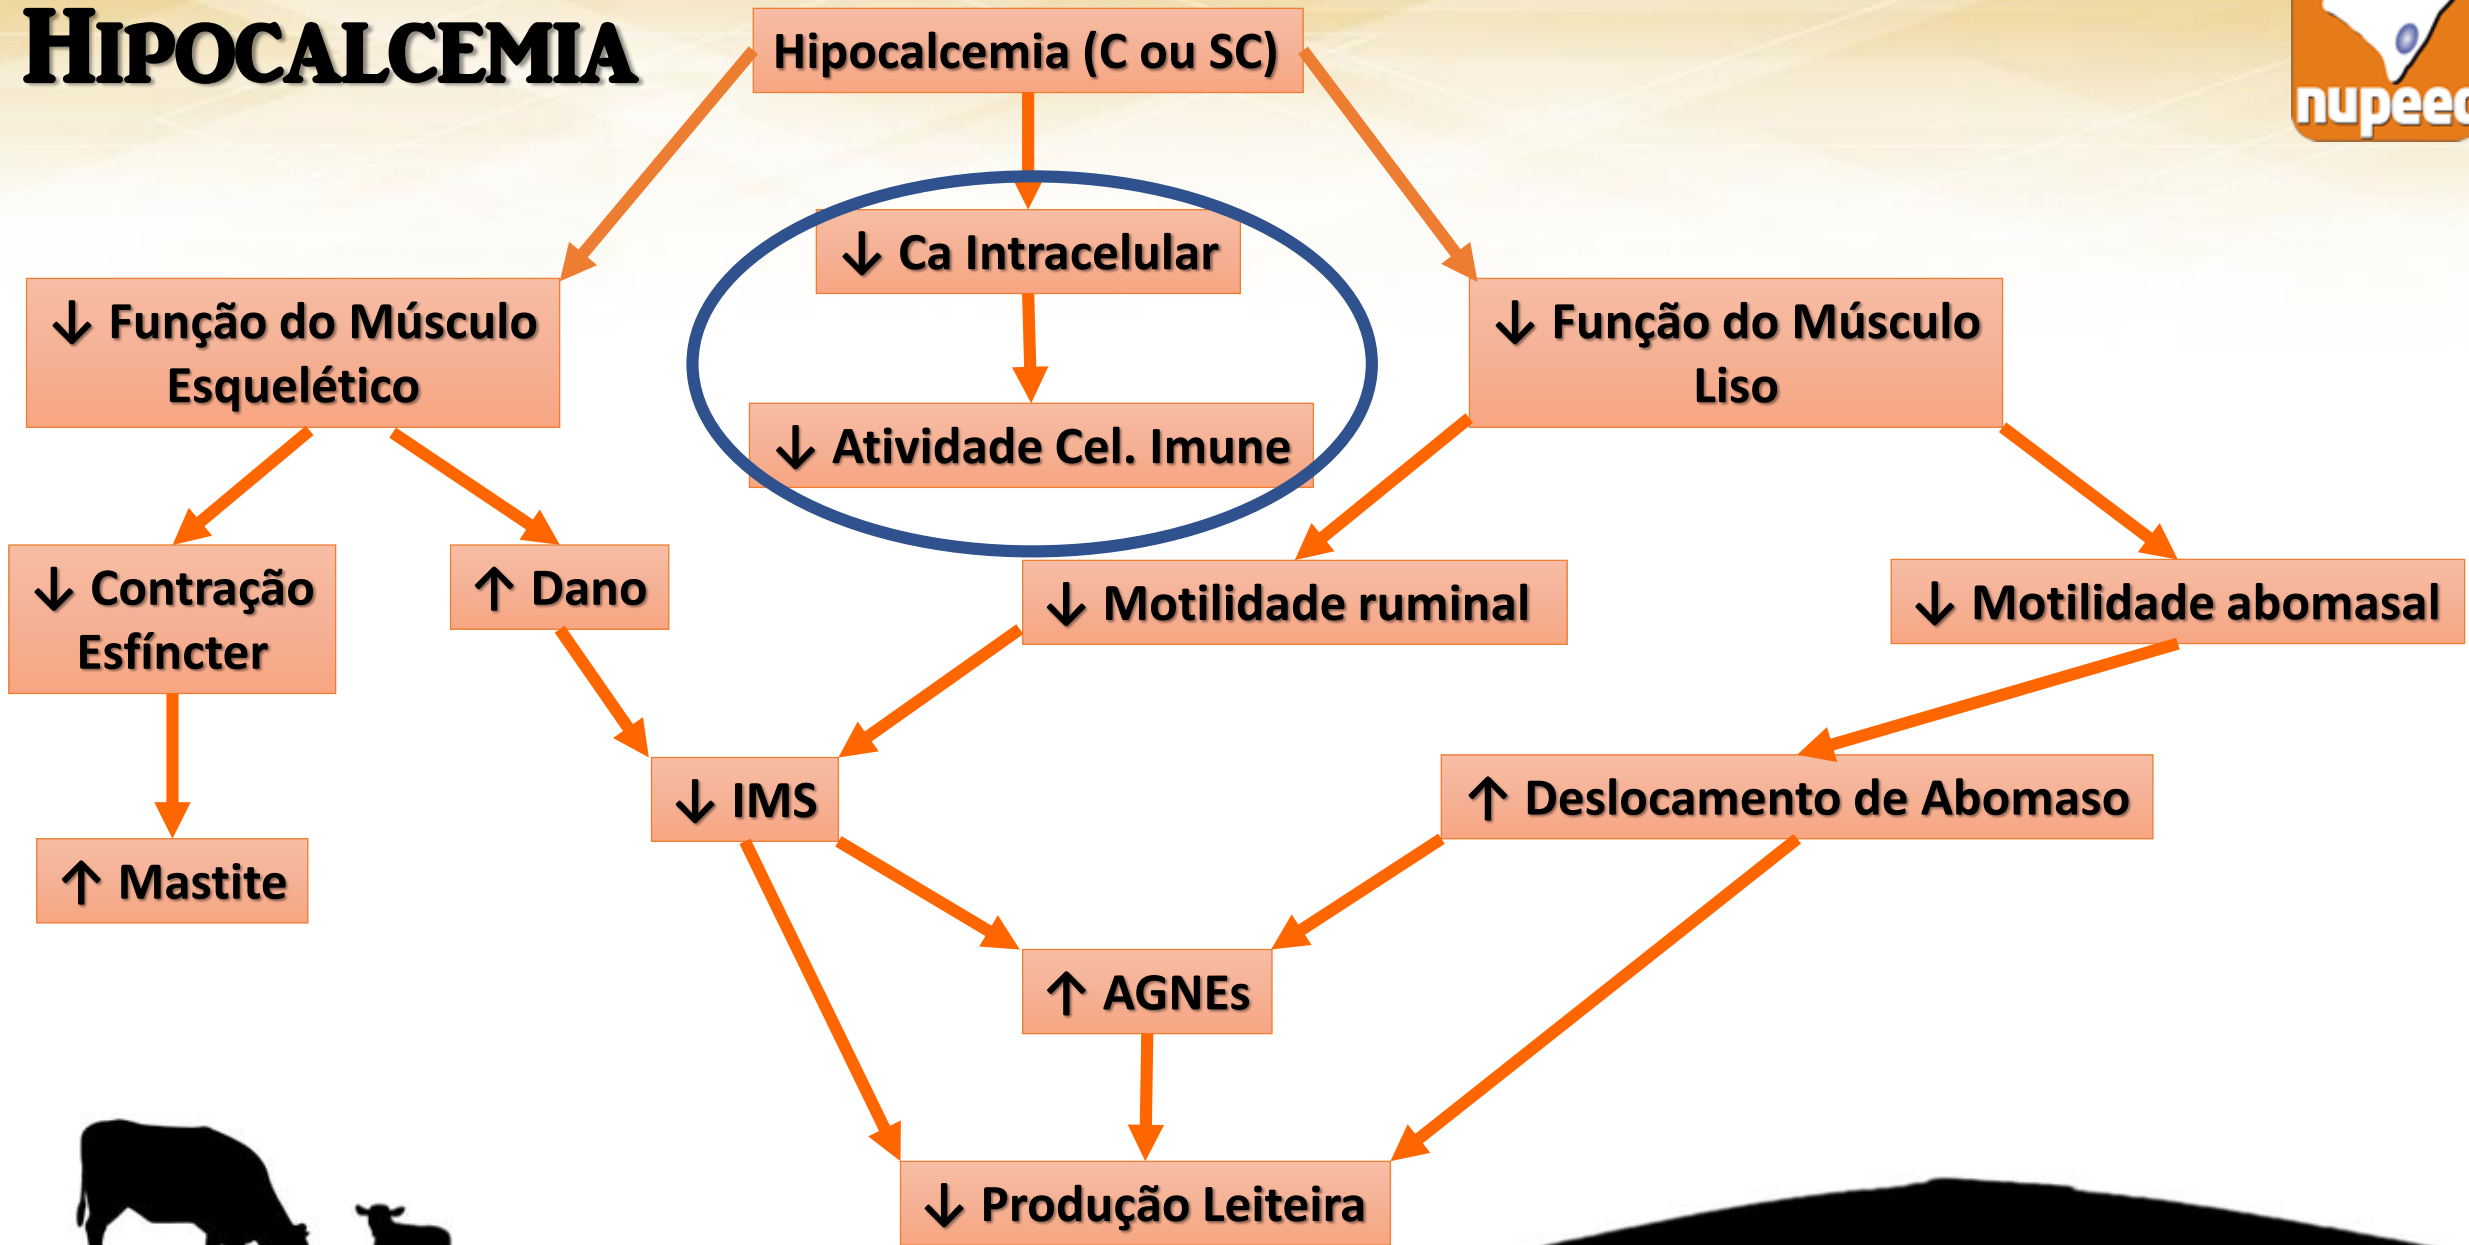 HIPOCALCEMIA
Hipocalcemia (C ou SC)
nupeec
↓ Ca Intracelular
↓ Função do Músculo
Esquelético
↓ Função do Músculo
Liso
↓ Atividade Cel. Imune
↓ Contração
Esfíncter
↑ Dano
↓ Motilidade ruminal
↓ Motilidade abomasal
↓ IMS
↑ Deslocamento de Abomaso
↑ Mastite
↑ AGNEs
↓ Produção Leiteira